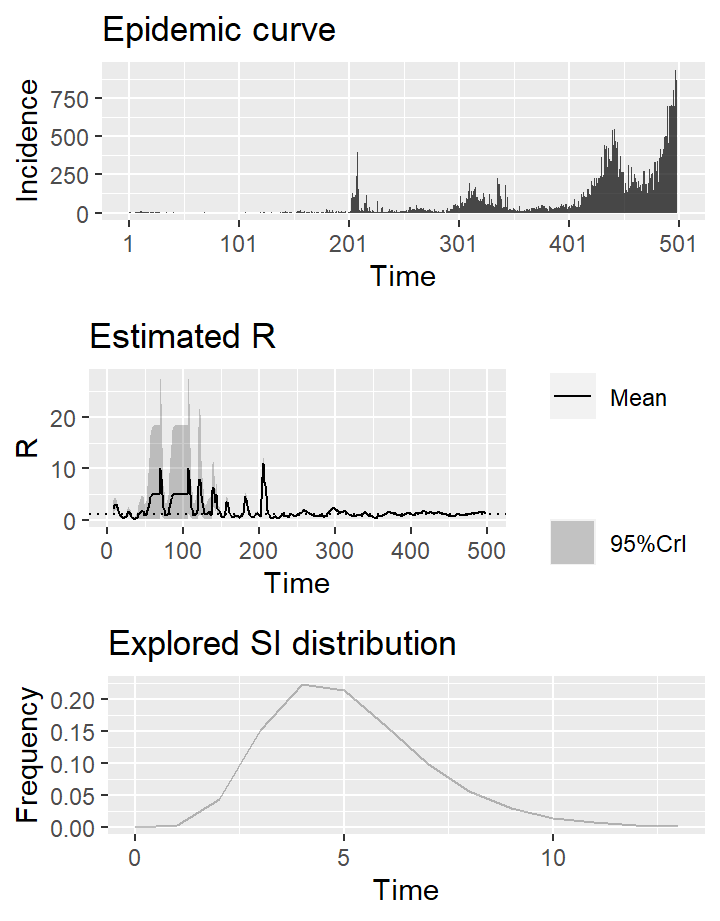 Epidemic curve
Incidence
750
500
250
0
1 101 201 301 401 501
Time
Estimated R
R
20
10
0
0 100 200 300 400 500
Time
Mean
95%CrI
Explored SI distribution
Frequency
0.20
0.15
0.10
0.05
0.00
0 5 10
Time